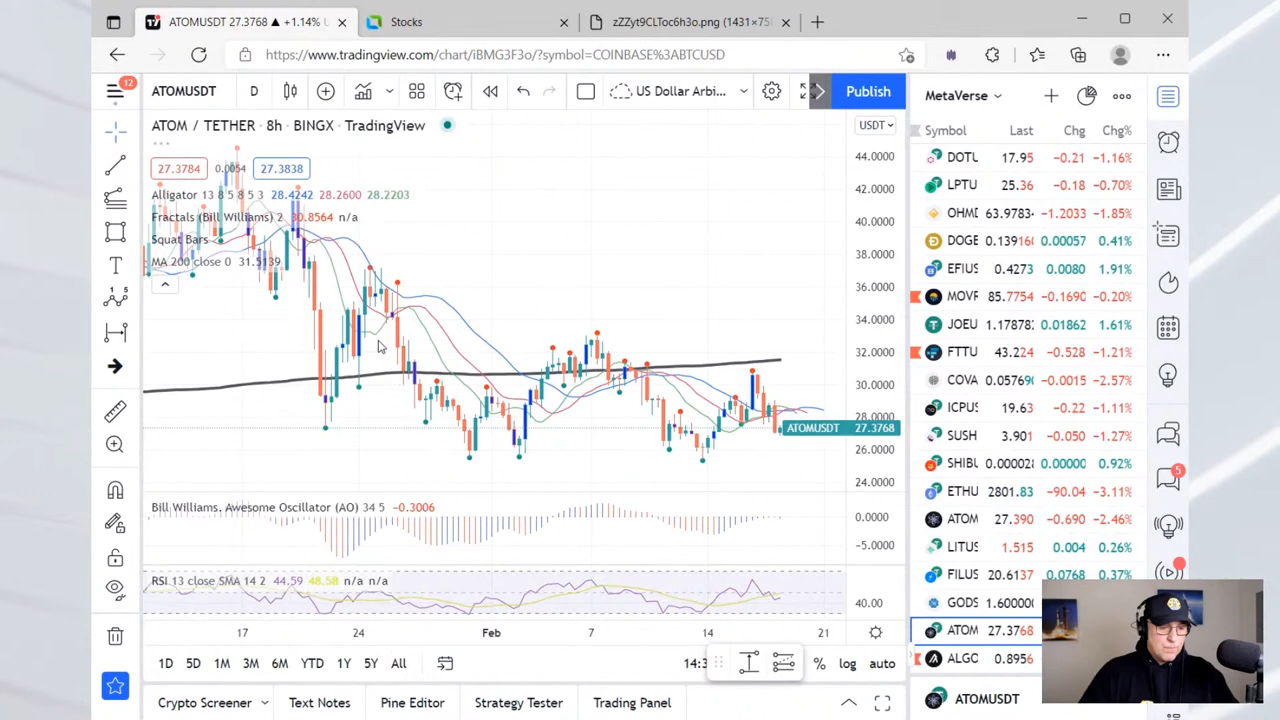 ATOMUSDT 27.3768 ▲ +1.14% U
Stocks
zZZyt9CLToc6h3o.png (1431×75
https://www.tradingview.com/chart/iBMG3F3o/?symbol=COINBASE%3ABTCUSD
12
ATOMUSDT
D
US Dollar Arbi...
Publish
MetaVerse
ATOM / TETHER · 8h · BINGX · TradingView
USDT
Symbol Last Chg Chg%
27.3784 0.0054 27.3838
Alligator 13 8 5 8 5 3 28.4242 28.2600 28.2203
Fractals (Bill Williams) 2 30.8564 n/a
Squat Bars
MA 200 close 0 31.5139
44.0000
42.0000
40.0000
38.0000
36.0000
34.0000
32.0000
30.0000
28.0000
ATOMUSDT 27.3768
26.0000
24.0000
Bill Williams, Awesome Oscillator (AO) 34 5 -0.3006
0.0000
-5.0000
RSI 13 close SMA 14 2 44.59 48.58 n/a n/a
40.00
17 24 Feb 7 14 21
DOTU 17.95 -0.21 -1.16%
LPTU 25.36 -0.18 -0.70%
OHMD 63.9783 -1.2033 -1.85%
DOGE 0.139160 0.00057 0.41%
EFIUS 0.4273 0.0080 1.91%
MOVR 85.7754 -0.1690 -0.20%
JOEU 1.178782 0.01862 1.61%
FTTU 43.224 -0.528 -1.21%
COVA 0.057690 -0.0015 -2.57%
ICPUS 19.63 -0.22 -1.11%
SUSH 3.901 -0.050 -1.27%
SHIBU 0.000028 0.00000 0.92%
ETHU 2801.83 -90.04 -3.11%
ATOM 27.390 -0.690 -2.46%
LITUS 1.515 0.004 0.26%
FILUS 20.6137 0.0768 0.37%
GODS 1.600000
ATOM 27.3768
ALGO 0.8956
5
1D 5D 1M 3M 6M YTD 1Y 5Y All
14:3
% log auto
Crypto Screener
Text Notes
Pine Editor
Strategy Tester
Trading Panel
ATOMUSDT